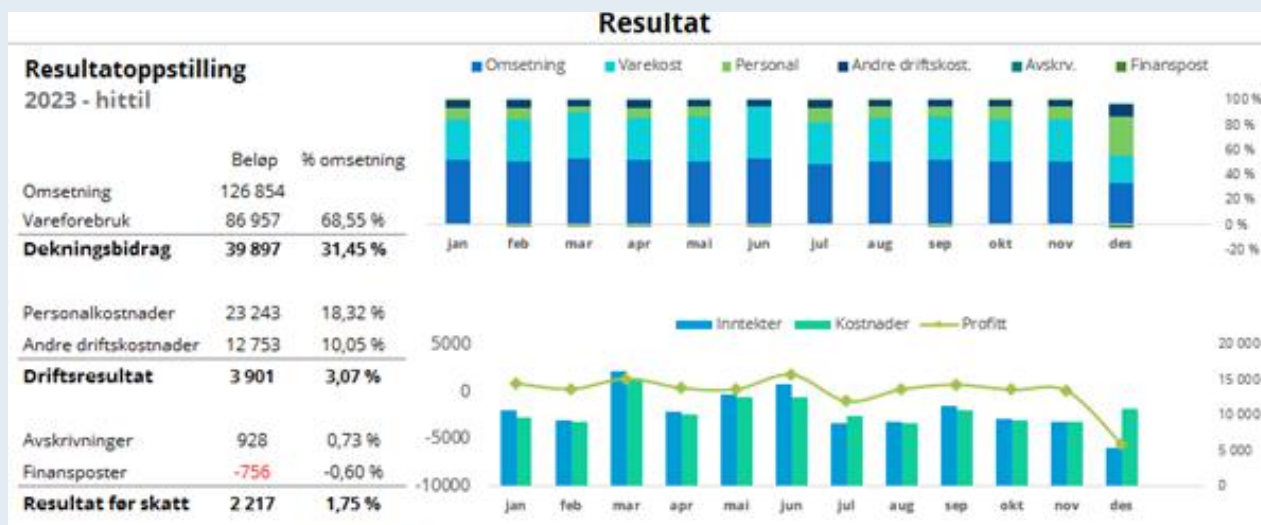 Resultat
Resultatoppstilling
2023 - hittil
Beløp % omsetning
Omsetning 126 854
Vareforebruk 86 957 68,55 %
Dekningsbidrag 39 897 31,45 %
Personalkostnader 23 243 18,32 %
Andre driftskostnader 12 753 10,05 %
Driftsresultat 3 901 3,07 %
Avskrivninger 928 0,73 %
Finansposter -756 -0,60 %
Resultat før skatt 2 217 1,75 %
Omsetning Varekost Personal Andre driftskost. Avskrv. Finanspost
100 %
80 %
60 %
40 %
20 %
0 %
-20 %
jan feb mar apr mai jun jul aug sep okt nov des
Inntekter Kostnader Profitt
5000
0
-5000
-10000
20 000
15 000
10 000
5 000
0
jan feb mar apr mai jun jul aug sep okt nov des